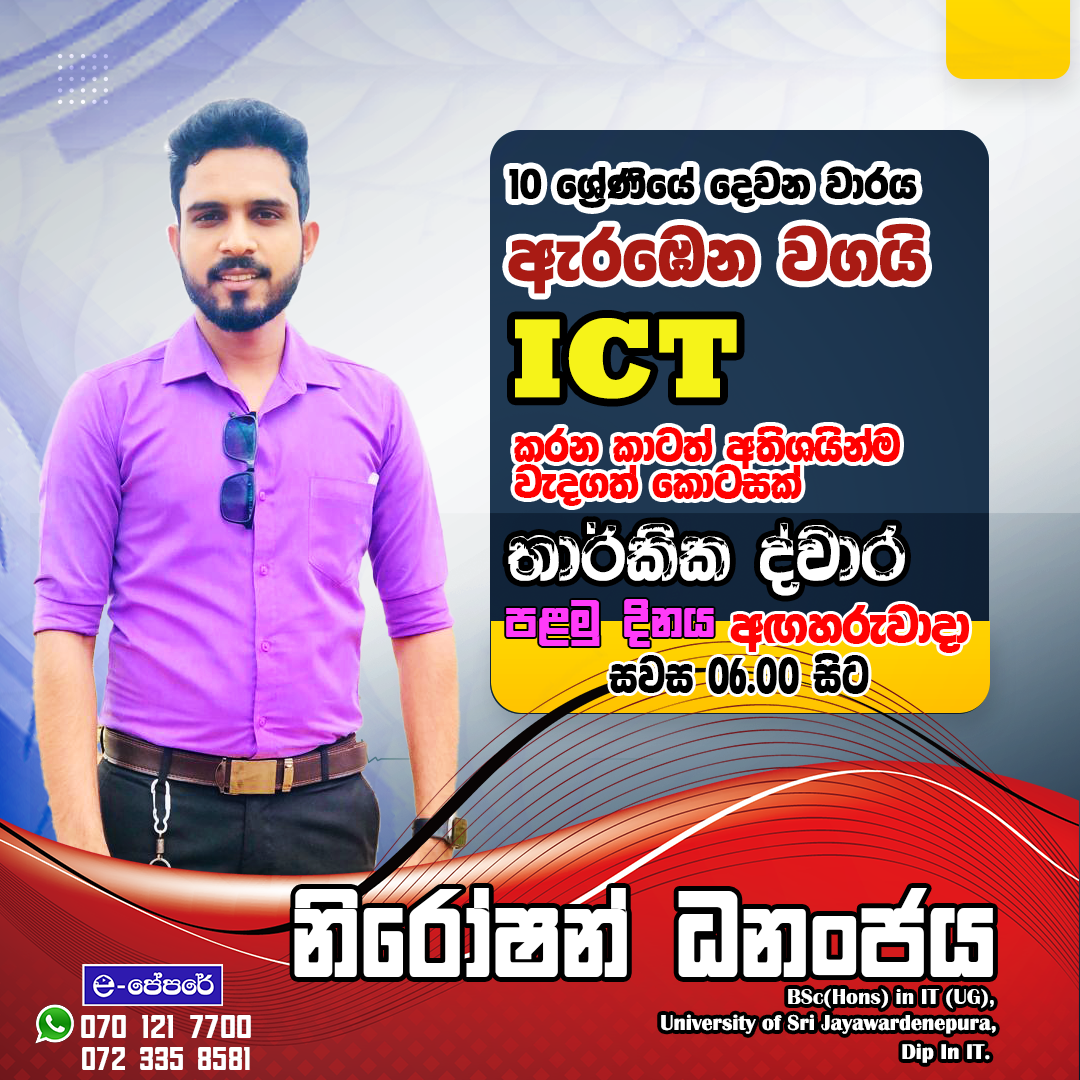 10 ශ්‍රේණියේ දෙවන වාරය
ඇරඹෙන වගයි
ICT
කරන කාටත් අතිශයින්ම
වැදගත් කොටසක්
තාර්කික ද්වාර
පළමු දිනය අඟහරුවාදා
සවස 06.00 සිට
නිරෝෂන් ධනංජය
BSc(Hons) in IT (UG),
University of Sri Jayawardenepura,
Dip In IT.
e-පේපරේ
070 121 7700
072 335 8581